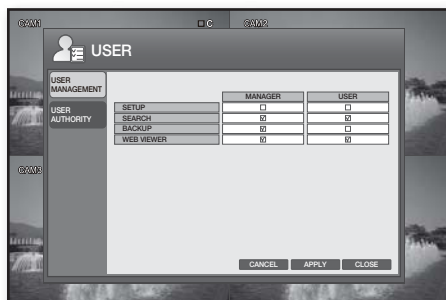 CAM1
C
CAM2
USER
USER
MANAGEMENT
USER
AUTHORITY
MANAGER USER
SETUP
SEARCH
BACKUP
WEB VIEWER
CAM3
CANCEL APPLY CLOSE